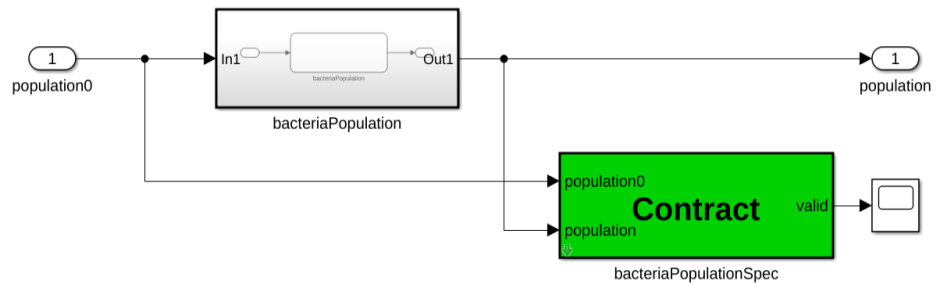 1
population0
In1
bacteriaPopulation
Out1
bacteriaPopulation
1
population
population0
Contract
valid
population
bacteriaPopulationSpec